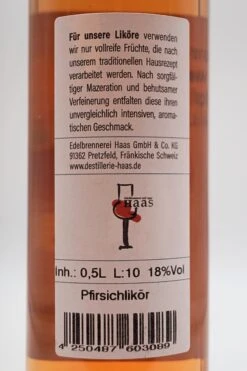 Für unsere Liköre verwenden
wir nur vollreife Früchte, die nach
unserem traditionellen Hausrezept
verarbeitet werden. Nach sorgfäl-
tiger Mazeration und behutsamer
Verfeinerung entfalten diese ihren
unvergleichlich intensiven, aroma-
tischen Geschmack.
Edelbrennerei Haas GmbH & Co. KG
91362 Pretzfeld, Fränkische Schweiz
www.destillerie-haas.de
Haas
Inh.: 0,5L L:10 18%Vol
Pfirsichlikör
4 250487 603089